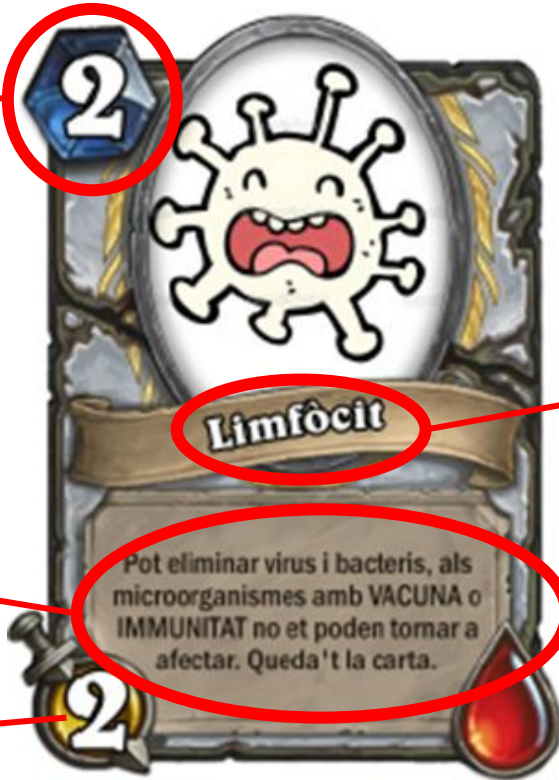 2
Limfòcit
Pot eliminar virus i bacteris, als
microorganismes amb VACUNA o
IMMUNITAT no et poden tornar a
afectar. Queda't la carta.
2